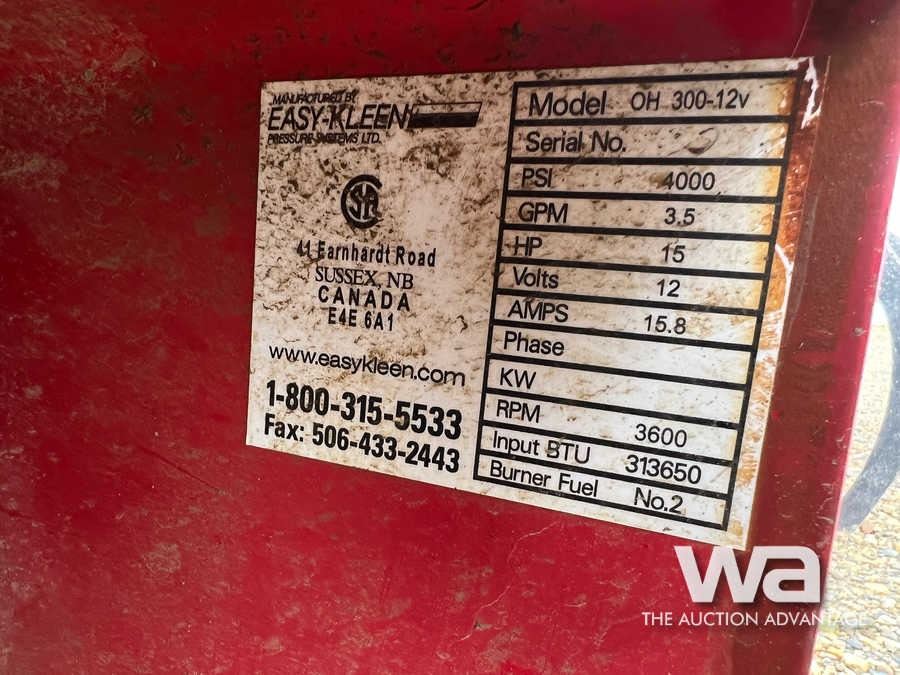 MANUFACTURED BY
EASY-KLEEN
PRESSURE SYSTEMS LTD.
SA
41 Earnhardt Road
SUSSEX, NB
CANADA
E4E 6A1
www.easykleen.com
1-800-315-5533
Fax: 506-433-2443
Model OH 300-12v
Serial No.
PSI 4000
GPM 3.5
HP 15
Volts 12
AMPS 15.8
Phase
KW
RPM 3600
Input BTU 313650
Burner Fuel No.2
wa
THE AUCTION ADVANTAGE